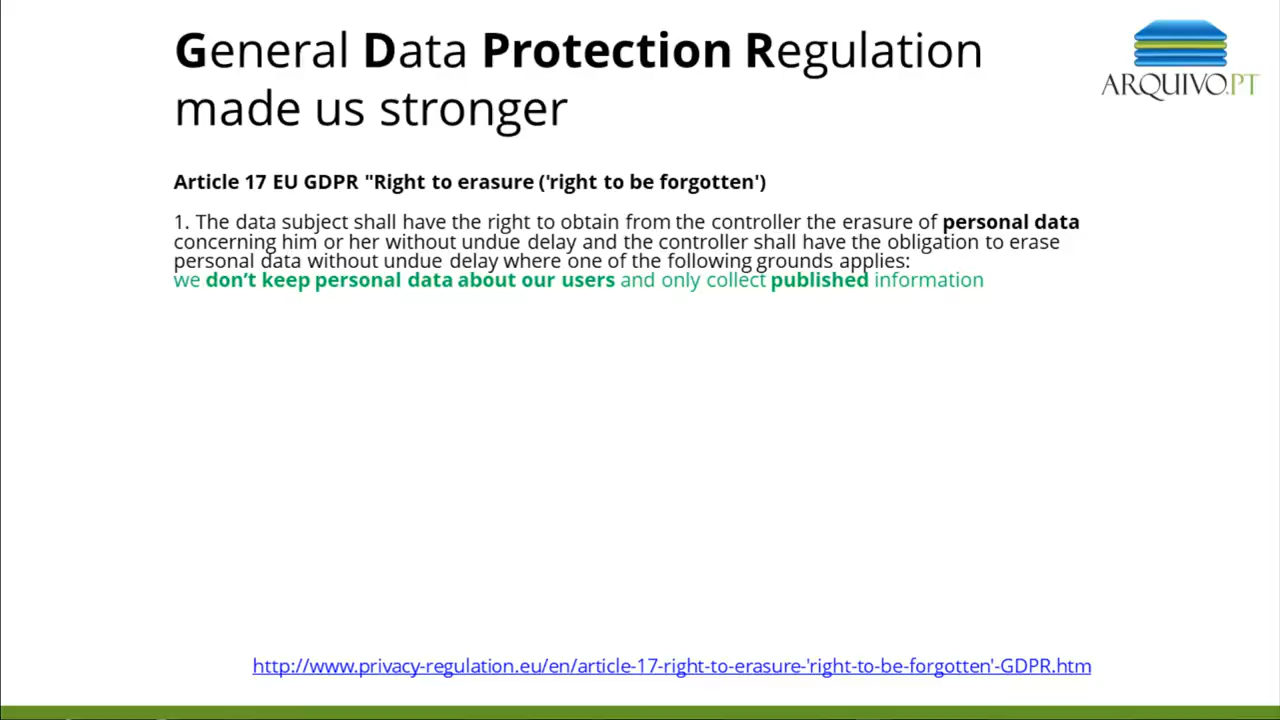 General Data Protection Regulation
made us stronger
ARQUIVO.PT
Article 17 EU GDPR "Right to erasure ('right to be forgotten')
1. The data subject shall have the right to obtain from the controller the erasure of personal data
concerning him or her without undue delay and the controller shall have the obligation to erase
personal data without undue delay where one of the following grounds applies:
we don’t keep personal data about our users and only collect published information
http://www.privacy-regulation.eu/en/article-17-right-to-erasure-'right-to-be-forgotten'-GDPR.htm